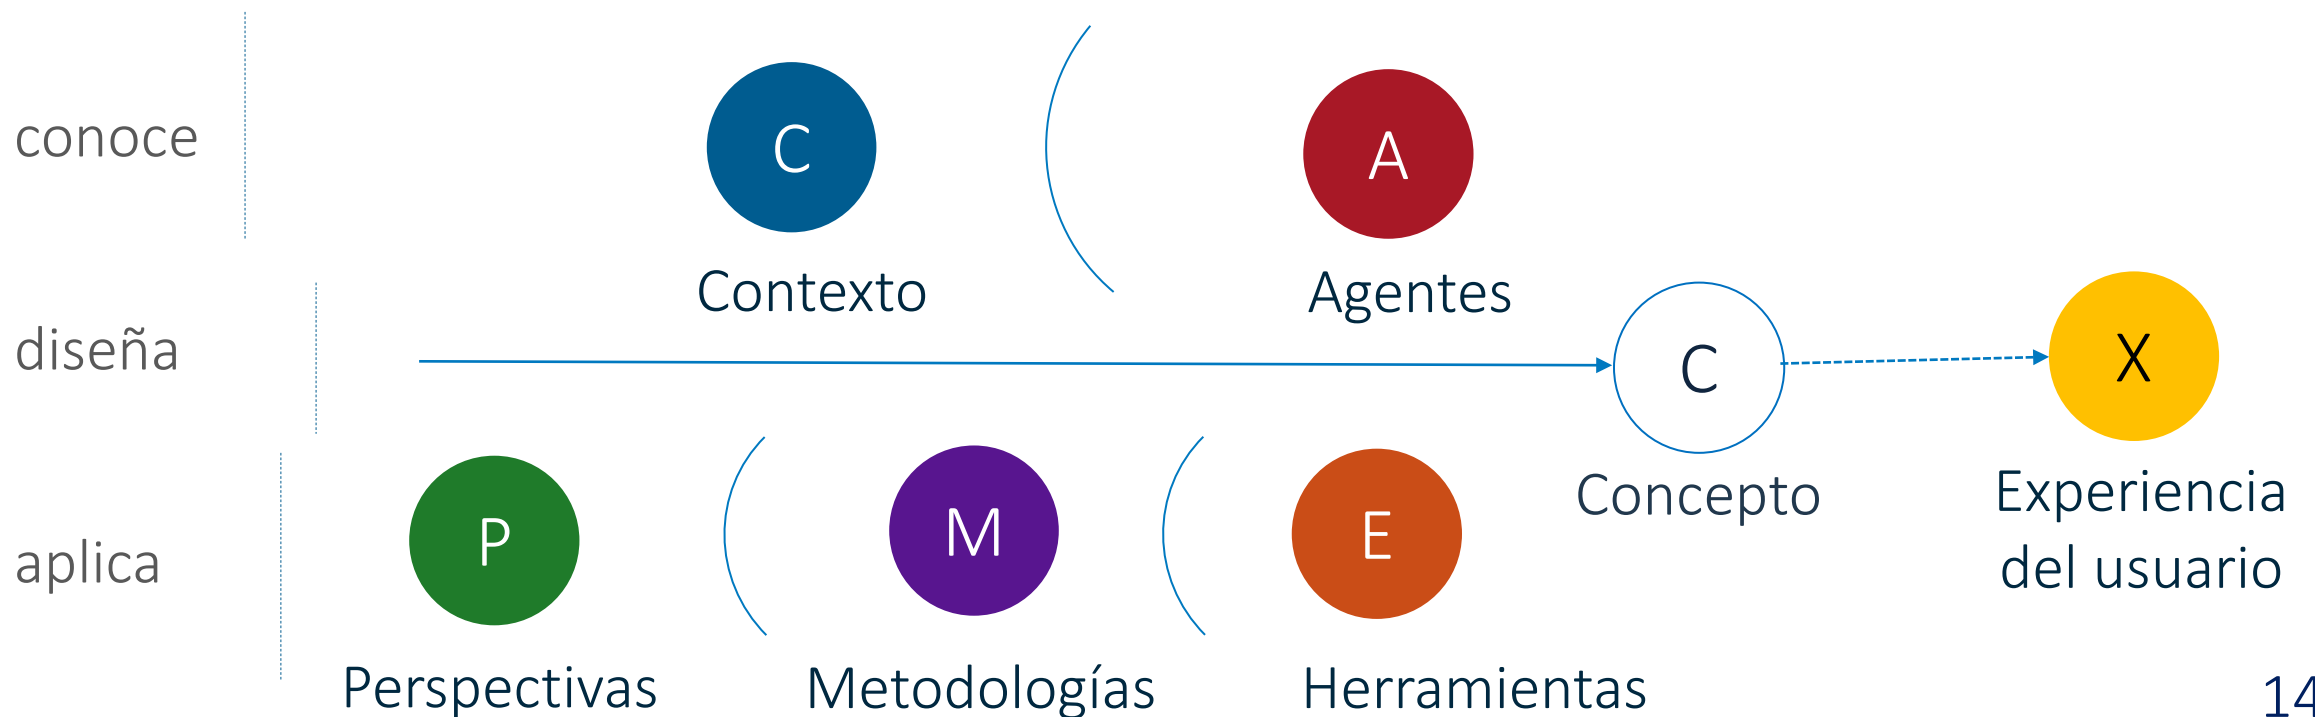 conoce
C
A
Contexto
Agentes
diseña
C
X
Concepto
Experiencia
del usuario
aplica
P
M
E
Perspectivas
Metodologías
Herramientas
14